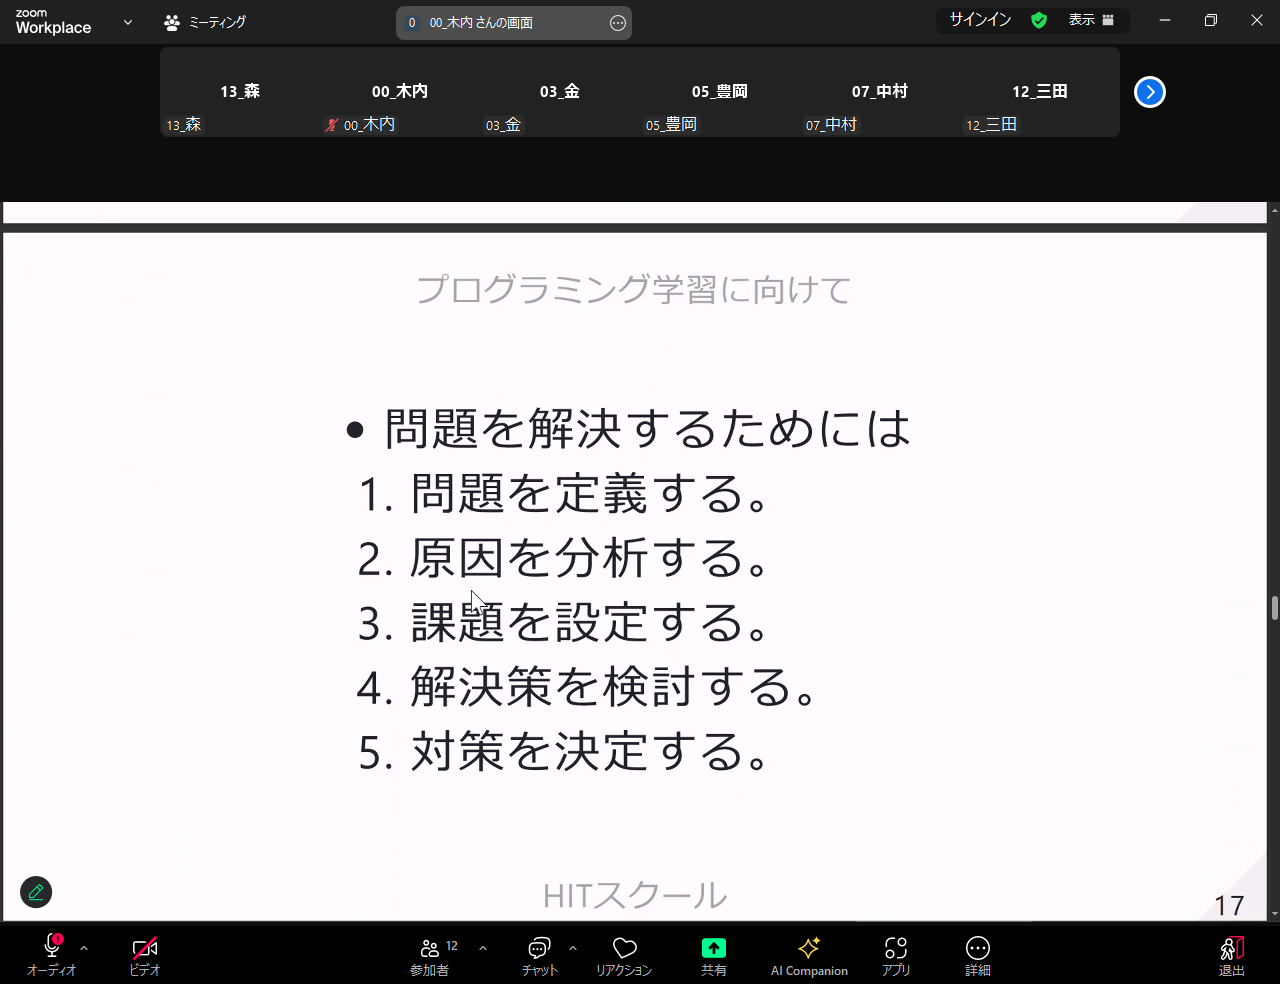 zoom
Workplace
ミーティング
0 00_木内 さんの画面
サインイン
表示
13_森
00_木内
03_金
05_豊岡
07_中村
12_三田
13_森
00_木内
03_金
05_豊岡
07_中村
12_三田
プログラミング学習に向けて
• 問題を解決するためには
1. 問題を定義する。
2. 原因を分析する。
3. 課題を設定する。
4. 解決策を検討する。
5. 対策を決定する。
HITスクール
17
オーディオ
ビデオ
12
参加者
チャット
リアクション
共有
AI Companion
アプリ
詳細
退出